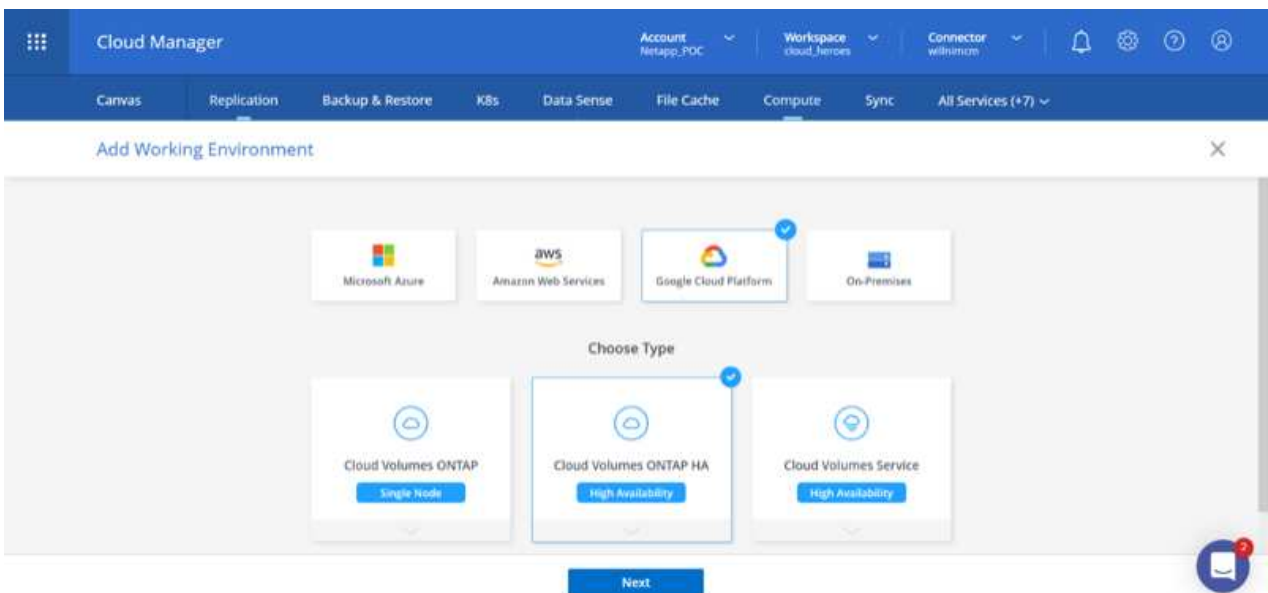 Cloud Manager
Account
Netapp_POC
Workspace
cloud_heroes
Connector
willnimcm
Canvas Replication Backup & Restore K8s Data Sense File Cache Compute Sync All Services (+7)
Add Working Environment
aws
Microsoft Azure Amazon Web Services Google Cloud Platform On-Premises
Choose Type
Cloud Volumes ONTAP Cloud Volumes ONTAP HA Cloud Volumes Service
Single Node High Availability High Availability
Next